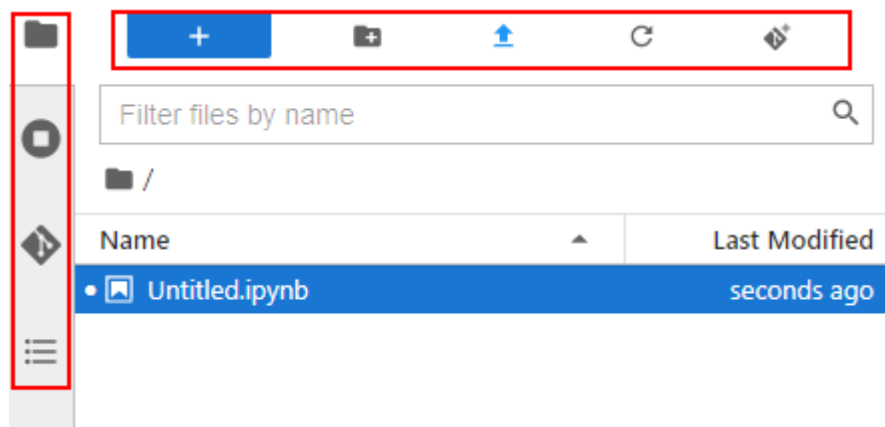 Filter files by name
/
Name Last Modified
Untitled.ipynb seconds ago